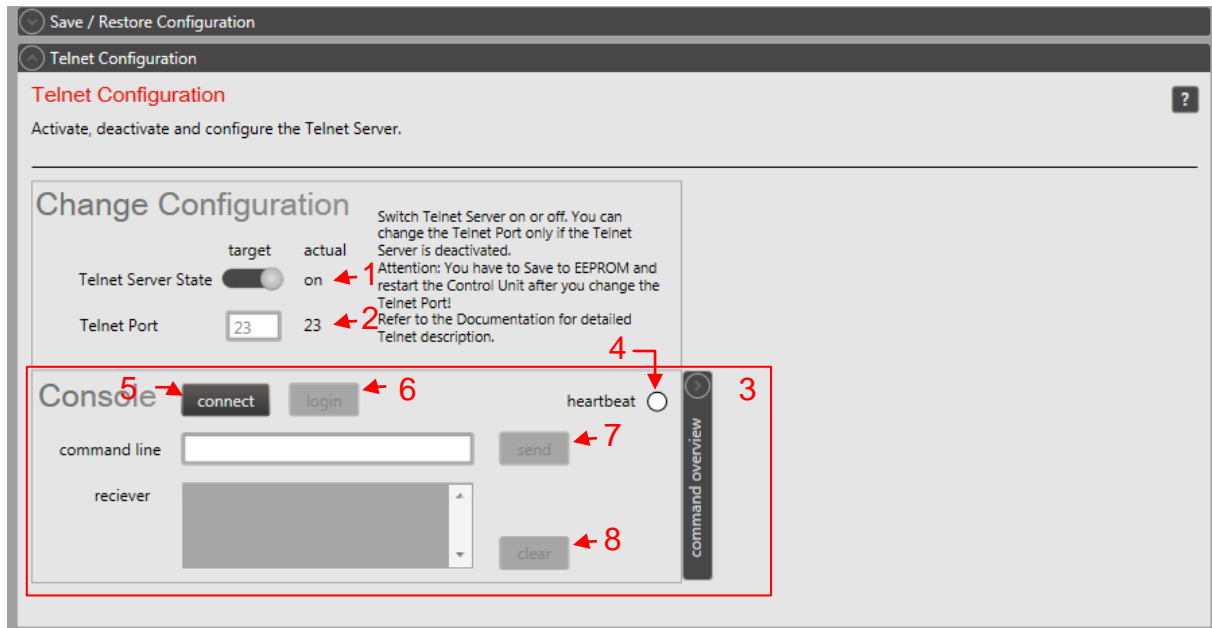 Save / Restore Configuration
Telnet Configuration
Telnet Configuration
?
Activate, deactivate and configure the Telnet Server.
Change Configuration
Switch Telnet Server on or off. You can
change the Telnet Port only if the Telnet
Server is deactivated.
Attention: You have to Save to EEPROM and
restart the Control Unit after you change the
Telnet Port!
Refer to the Documentation for detailed
Telnet description.
target actual
Telnet Server State on 1
Telnet Port 23 23 2
4
Console 5 connect login 6 heartbeat 3
command line send 7
reciever
clear 8
command overview